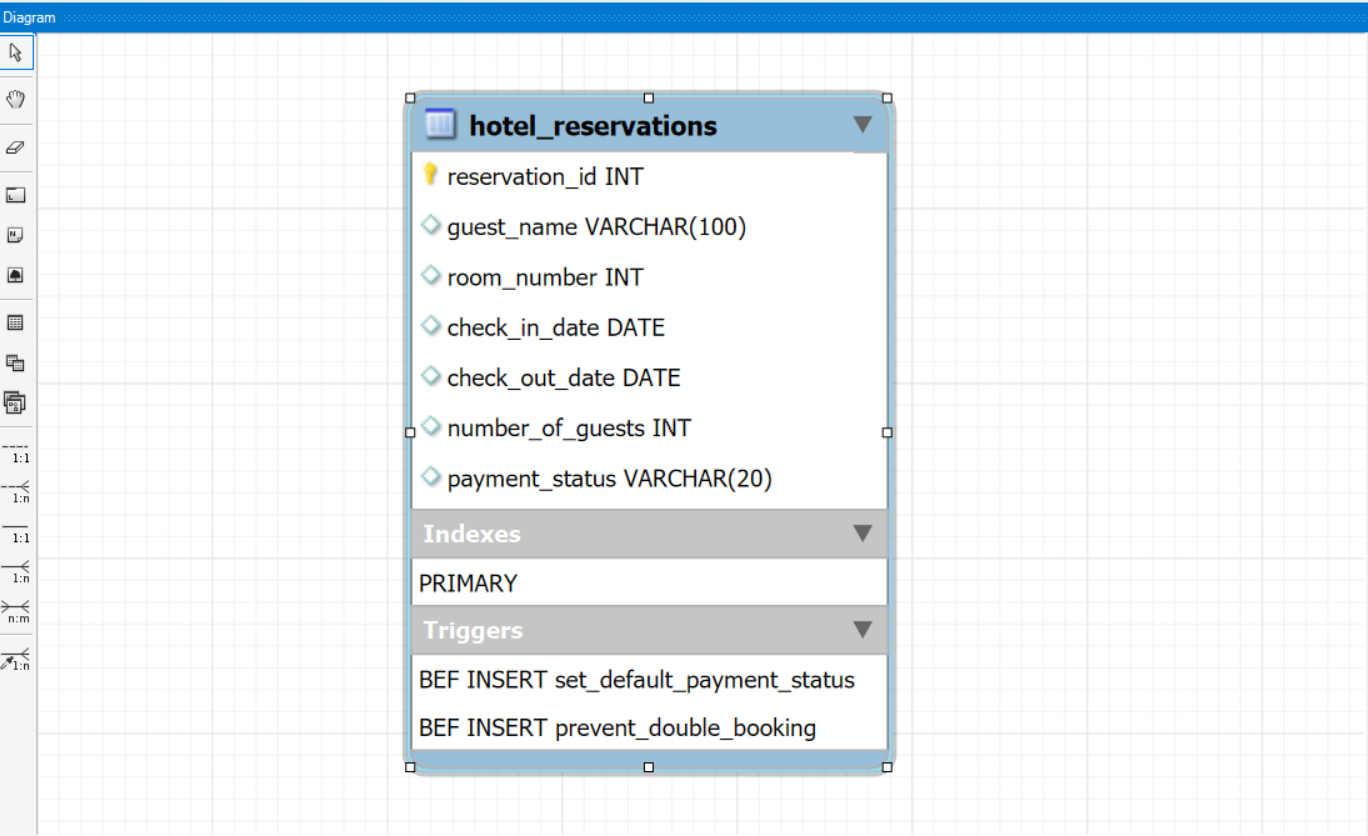 Diagram
hotel_reservations
reservation_id INT
guest_name VARCHAR(100)
room_number INT
check_in_date DATE
check_out_date DATE
number_of_guests INT
payment_status VARCHAR(20)
Indexes
PRIMARY
Triggers
BEF INSERT set_default_payment_status
BEF INSERT prevent_double_booking
1:1
1:n
1:1
1:n
n:m
1:n